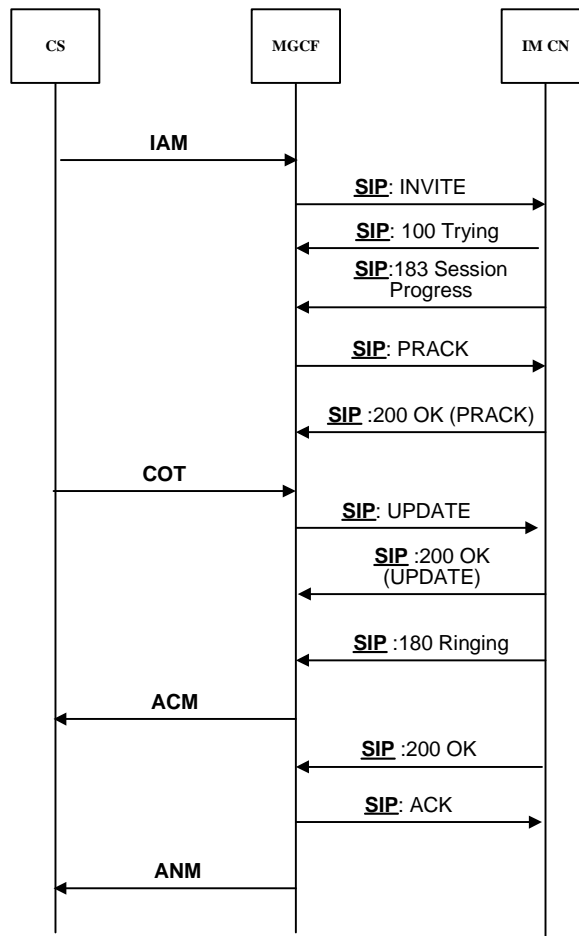 CS
MGCF
IM CN
IAM
SIP: INVITE
SIP: 100 Trying
SIP:183 Session
Progress
SIP: PRACK
SIP :200 OK (PRACK)
COT
SIP: UPDATE
SIP :200 OK
(UPDATE)
SIP :180 Ringing
ACM
SIP :200 OK
SIP: ACK
ANM